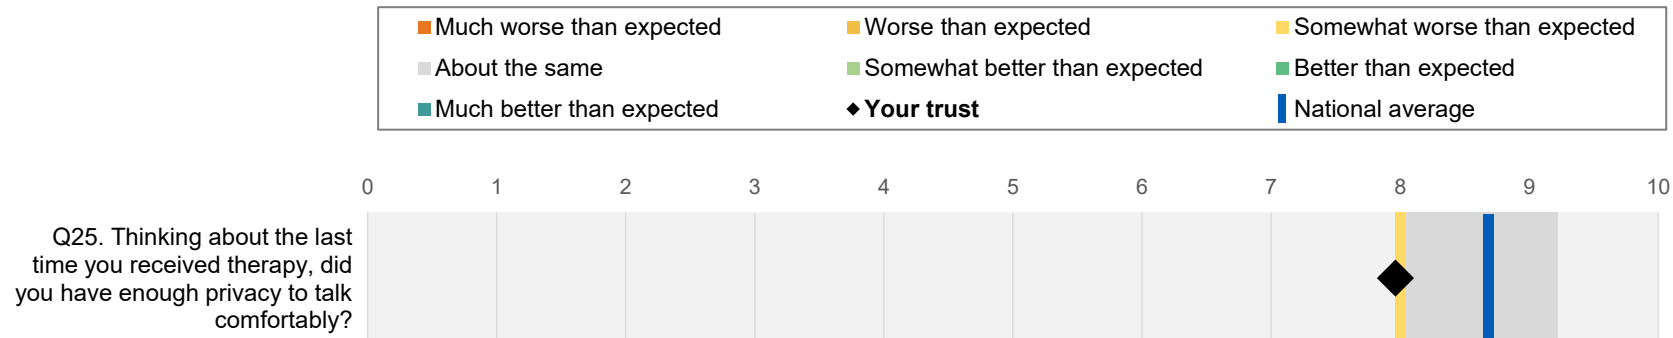 Much worse than expected
Worse than expected
Somewhat worse than expected
About the same
Somewhat better than expected
Better than expected
Much better than expected
Your trust
National average
0 1 2 3 4 5 6 7 8 9 10
Q25. Thinking about the last
time you received therapy, did
you have enough privacy to talk
comfortably?